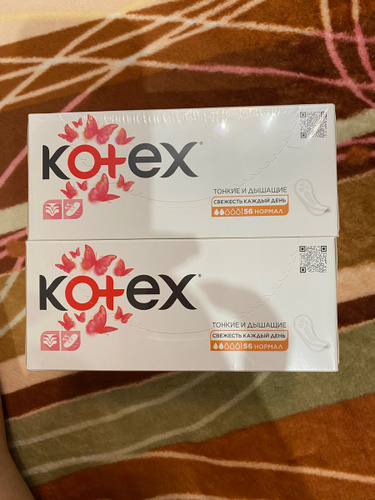 Kotex®
ТОНКИЕ И ДЫШАЩИЕ
СВЕЖЕСТЬ КАЖДЫЙ ДЕНЬ
56 НОРМАЛ
Kotex®
ТОНКИЕ И ДЫШАЩИЕ
СВЕЖЕСТЬ КАЖДЫЙ ДЕНЬ
56 НОРМАЛ